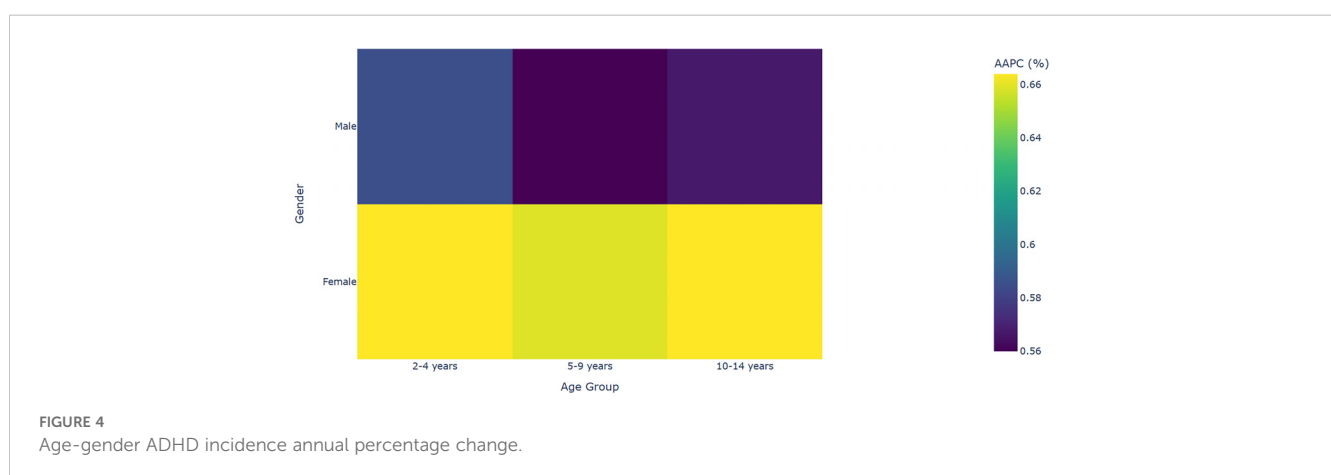 AAPC (%)
0.66
0.64
0.62
0.6
0.58
0.56
Gender
Male
Female
2-4 years
5-9 years
10-14 years
Age Group
FIGURE 4
Age-gender ADHD incidence annual percentage change.